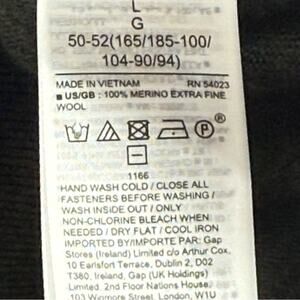 L
G
50-52(165/185-100/
104-90/94)
MADE IN VIETNAM RN 54023
■ US/GB : 100% MERINO EXTRA FINE
WOOL
P
®
1166
HAND WASH COLD / CLOSE ALL
FASTENERS BEFORE WASHING /
WASH INSIDE OUT / ONLY
NON-CHLORINE BLEACH WHEN
NEEDED / DRY FLAT / COOL IRON
IMPORTED BY/IMPORTE PAR: Gap
Stores (Ireland) Limited c/o Arthur Cox,
10 Earlsfort Terrace, Dublin 2, D02
T380, Ireland, Gap (UK Holdings)
Limited, 2nd Floor Nations House,
103 Wigmore Street, London, W1U